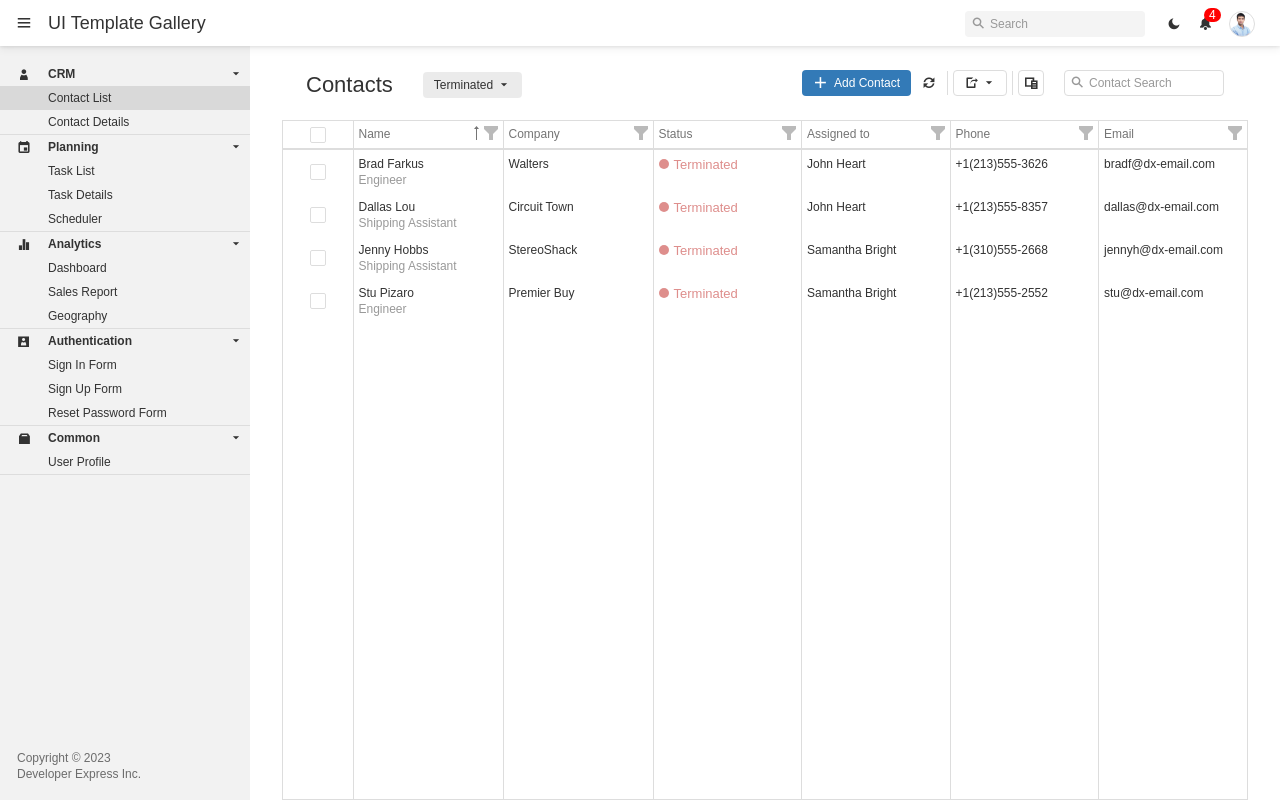 UI Template Gallery
Search
4
CRM
Contact List
Contact Details
Planning
Task List
Task Details
Scheduler
Analytics
Dashboard
Sales Report
Geography
Authentication
Sign In Form
Sign Up Form
Reset Password Form
Common
User Profile
Copyright © 2023
Developer Express Inc.
Contacts
Terminated
Add Contact
Contact Search
Name Company Status Assigned to Phone Email
Brad Farkus Walters Terminated John Heart +1(213)555-3626 bradf@dx-email.com
Engineer
Dallas Lou Circuit Town Terminated John Heart +1(213)555-8357 dallas@dx-email.com
Shipping Assistant
Jenny Hobbs StereoShack Terminated Samantha Bright +1(310)555-2668 jennyh@dx-email.com
Shipping Assistant
Stu Pizaro Premier Buy Terminated Samantha Bright +1(213)555-2552 stu@dx-email.com
Engineer